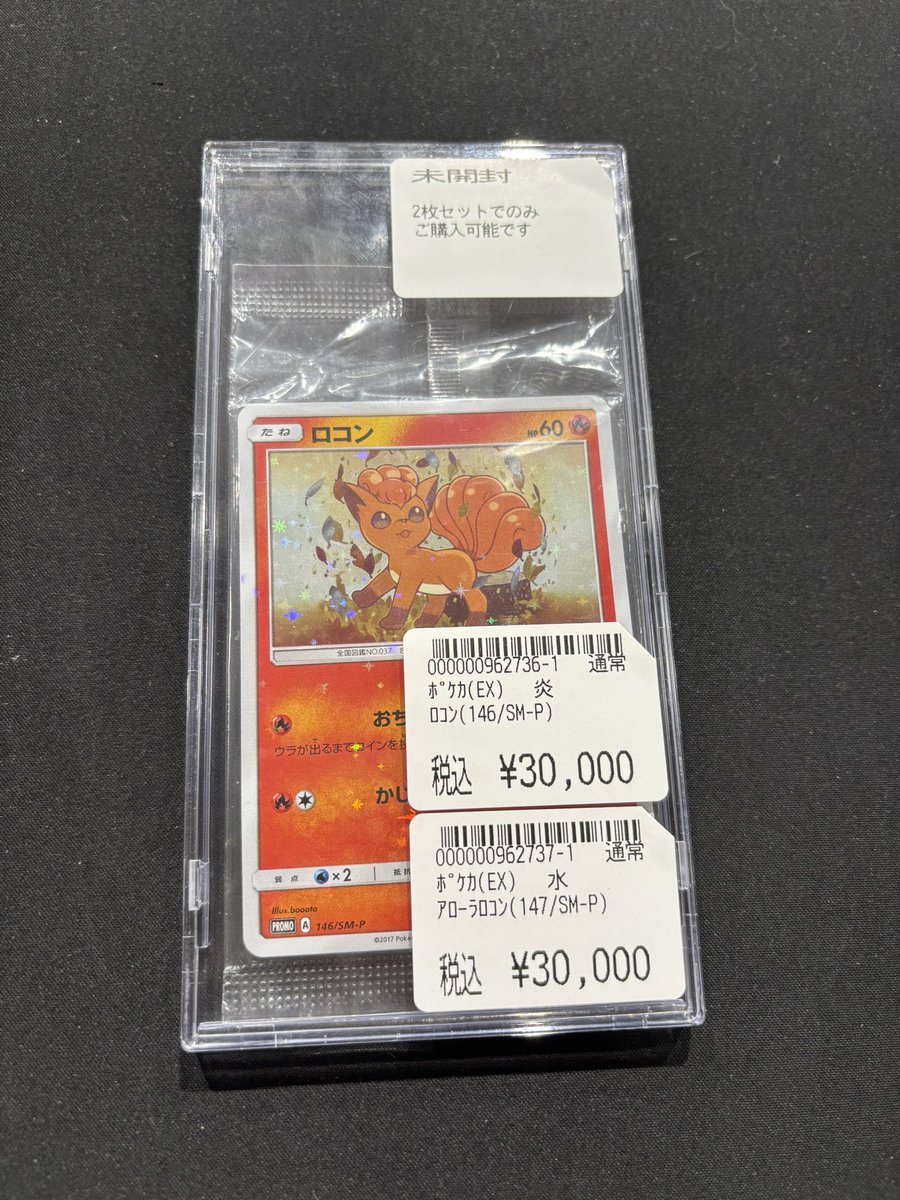 未開封
2枚セットでのみ
ご購入可能です
たね ロコン HP60
全国図鑑NO.037
000000962736-1 通常
ﾎﾟｹｶ(EX) 炎
ﾛｺﾝ(146/SM-P)
税込 ¥30,000
おち
ウラが出るまでコインを投
かじ
000000962737-1 通常
ﾎﾟｹｶ(EX) 水
ｱﾛｰﾗﾛｺﾝ(147/SM-P)
税込 ¥30,000
弱点 ×2 抵抗
Illus.booota
PROMO A 146/SM-P
©2017 Poké